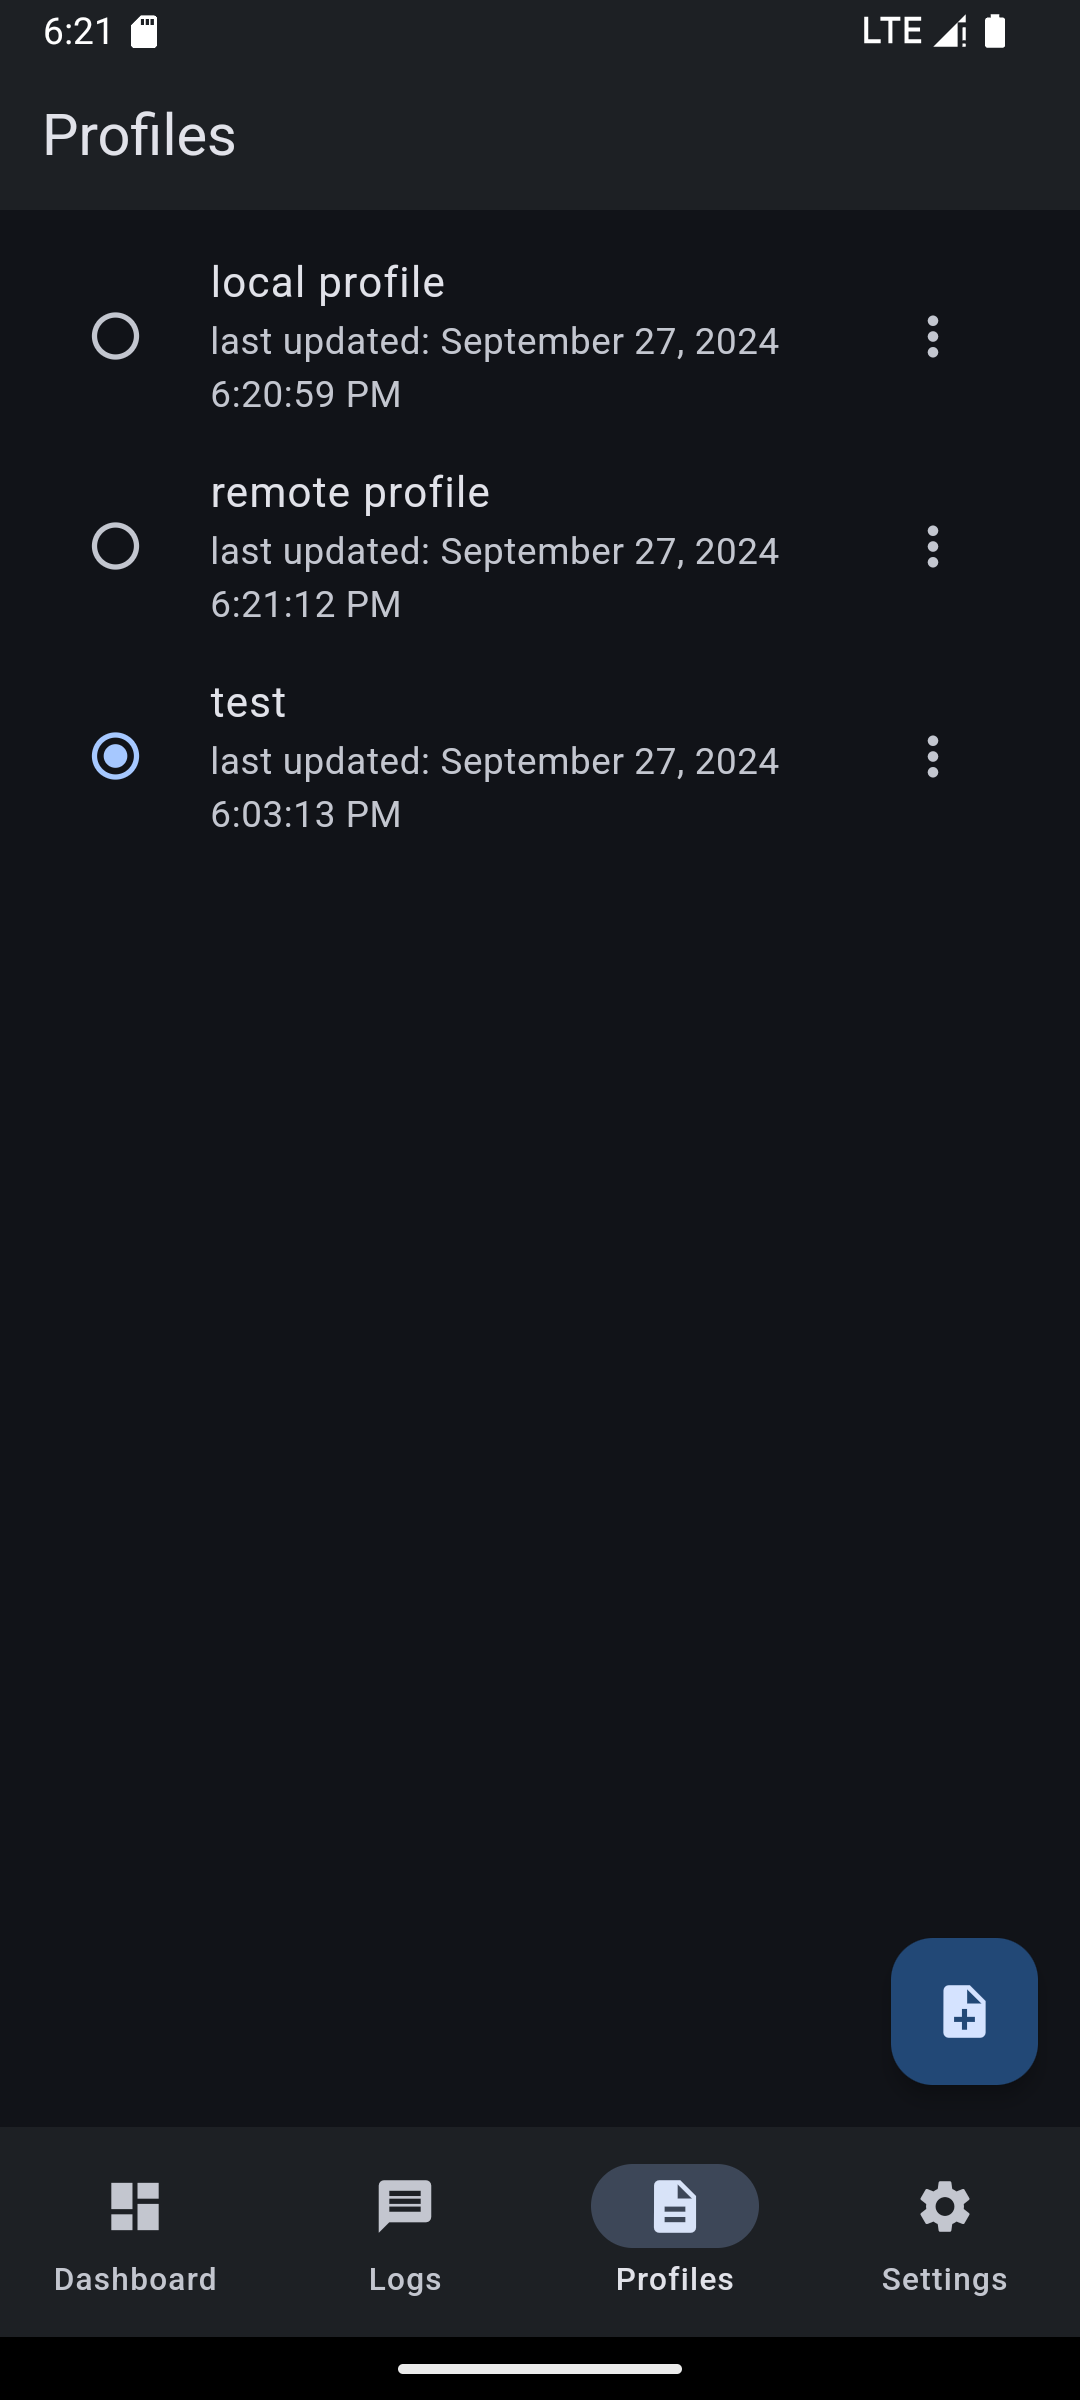 6:21
LTE
Profiles
local profile
last updated: September 27, 2024
6:20:59 PM
remote profile
last updated: September 27, 2024
6:21:12 PM
test
last updated: September 27, 2024
6:03:13 PM
Dashboard
Logs
Profiles
Settings